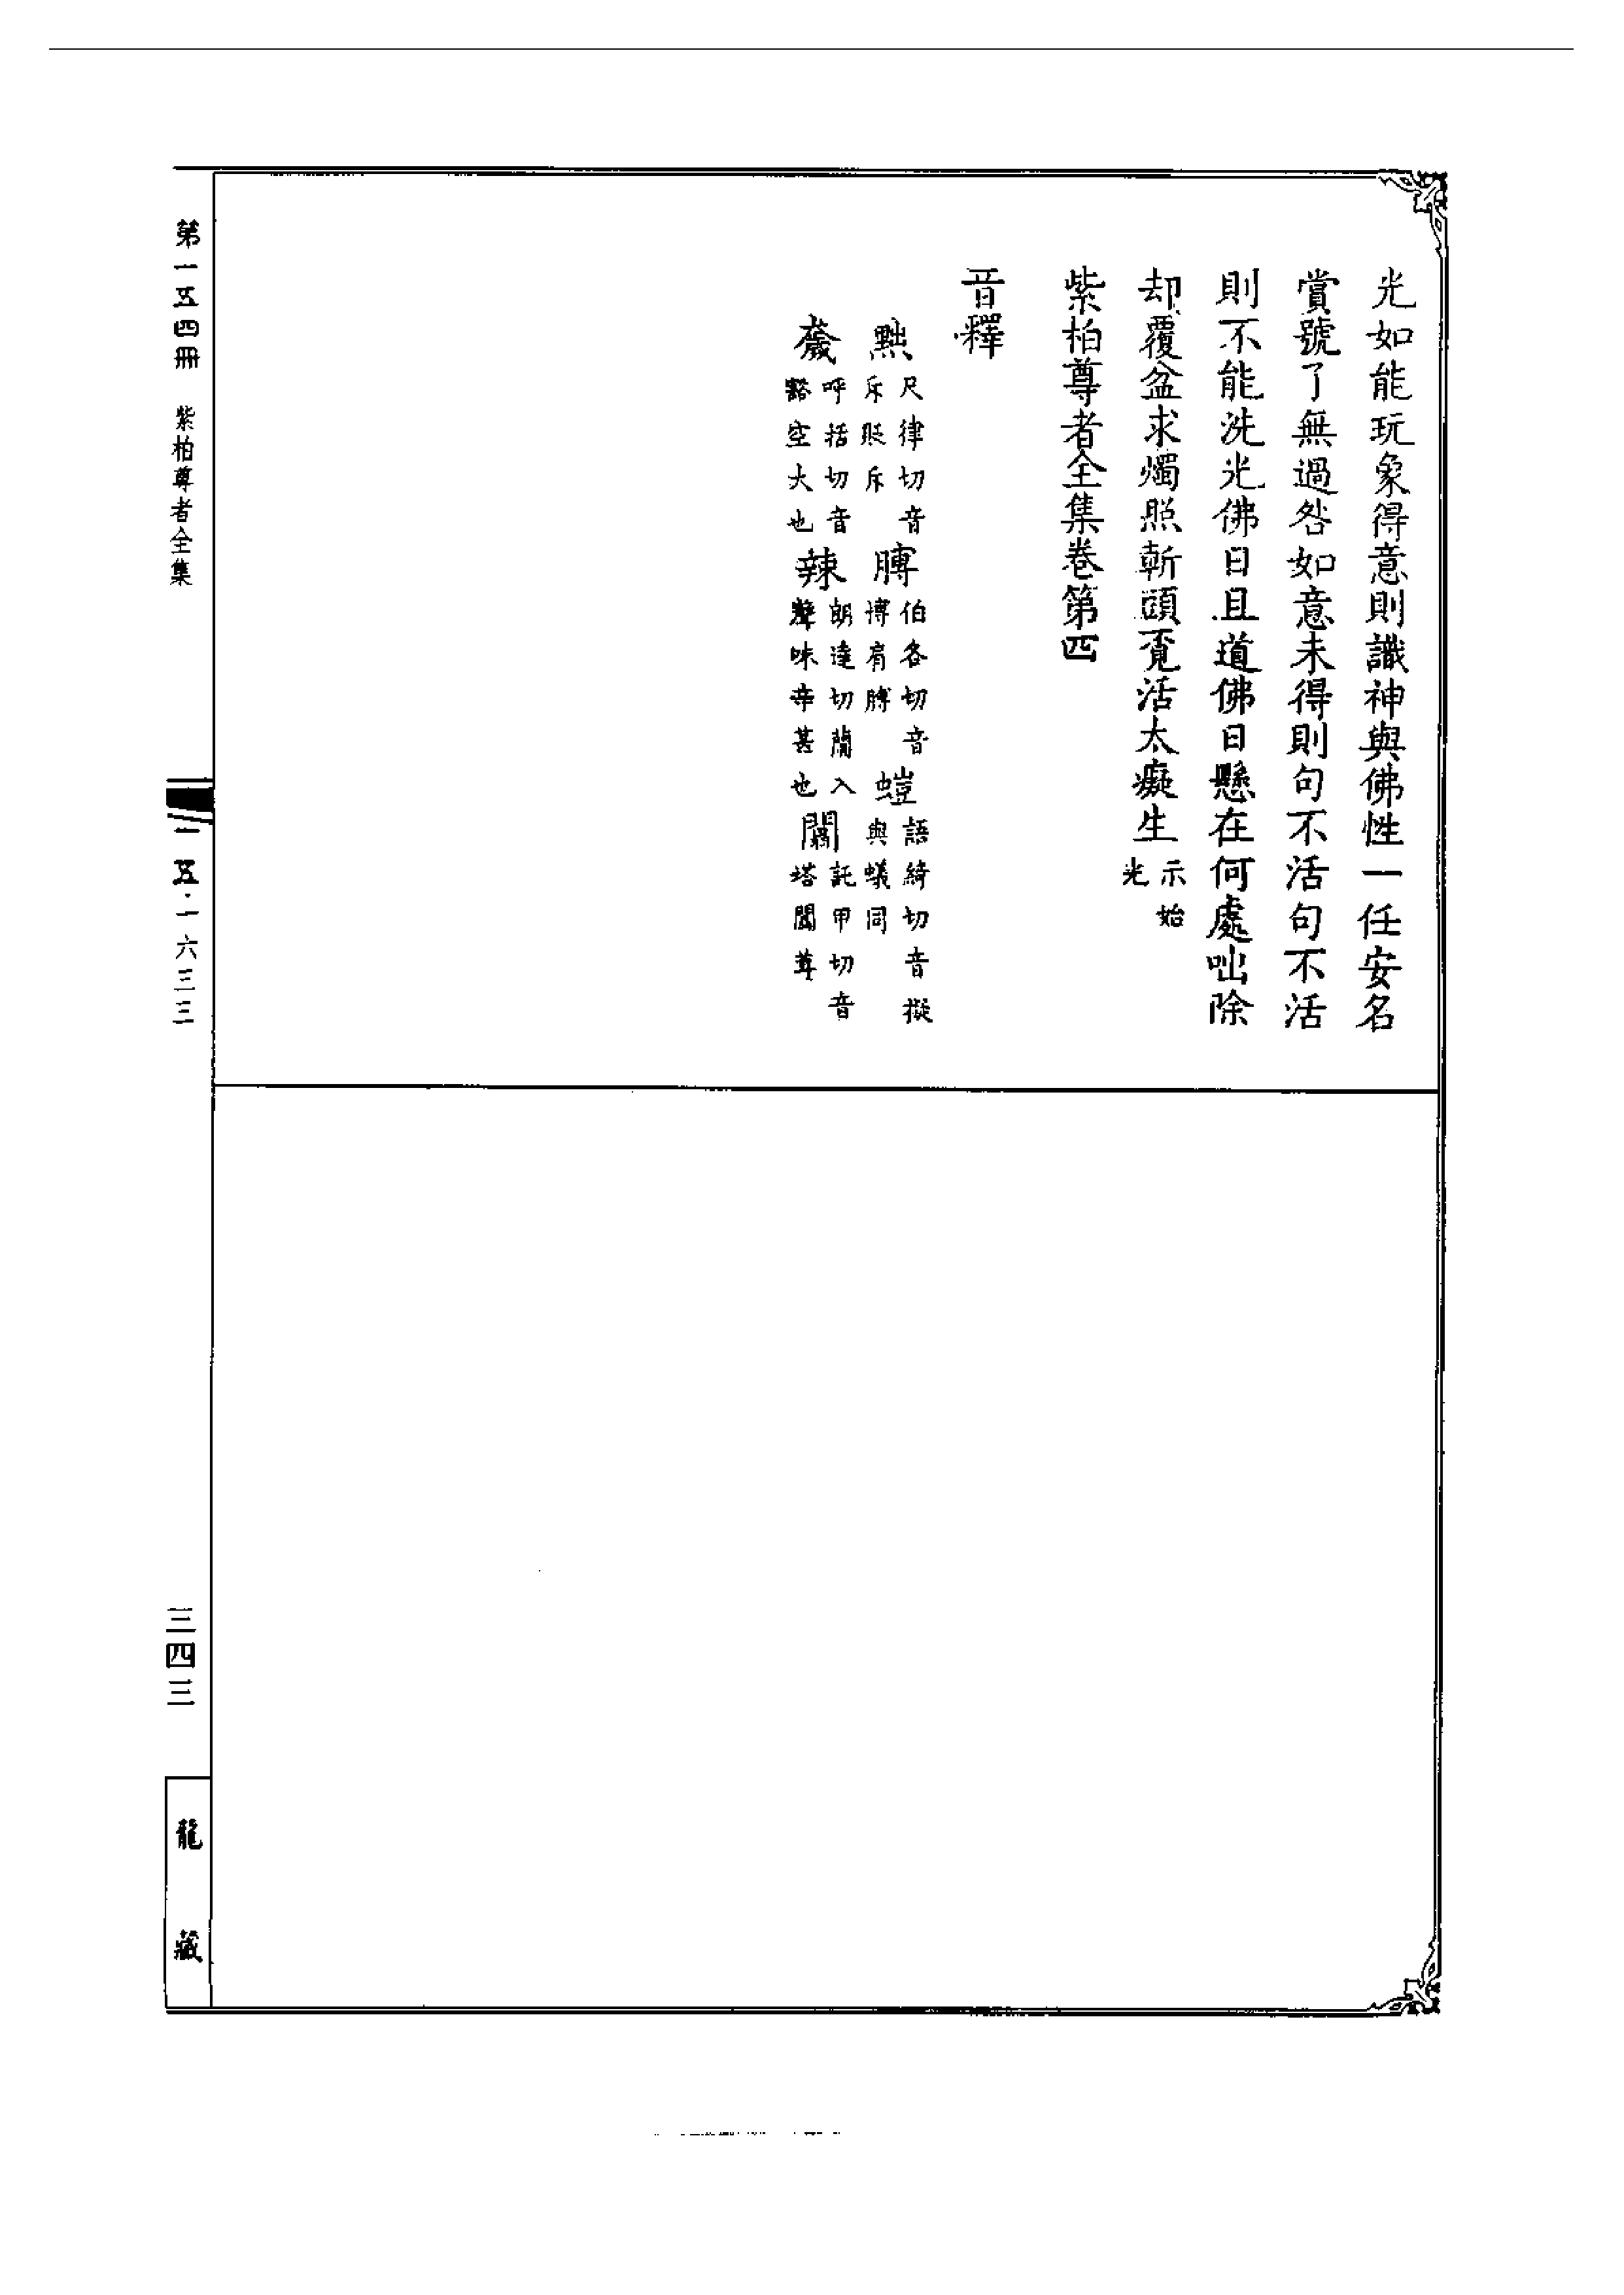 光如能玩象得意則識神與佛性一任安名
賞號了無過咎如意未得則句不活句不活
則不能洗光佛日且道佛日懸在何處咄除
却覆盆求燭照斬頭覓活太癡生示始光
紫柏尊者全集卷第四
音釋
黜尺律切音斥貶斥膊伯各切音博肩膊螘語綺切音擬與蟻同
呼括切音豁空大也辣朗達切闌入聲味辛甚也闒託甲切音塔闒茸
第一五四冊 紫柏尊者全集
一五·一六三三
三四三
龍藏